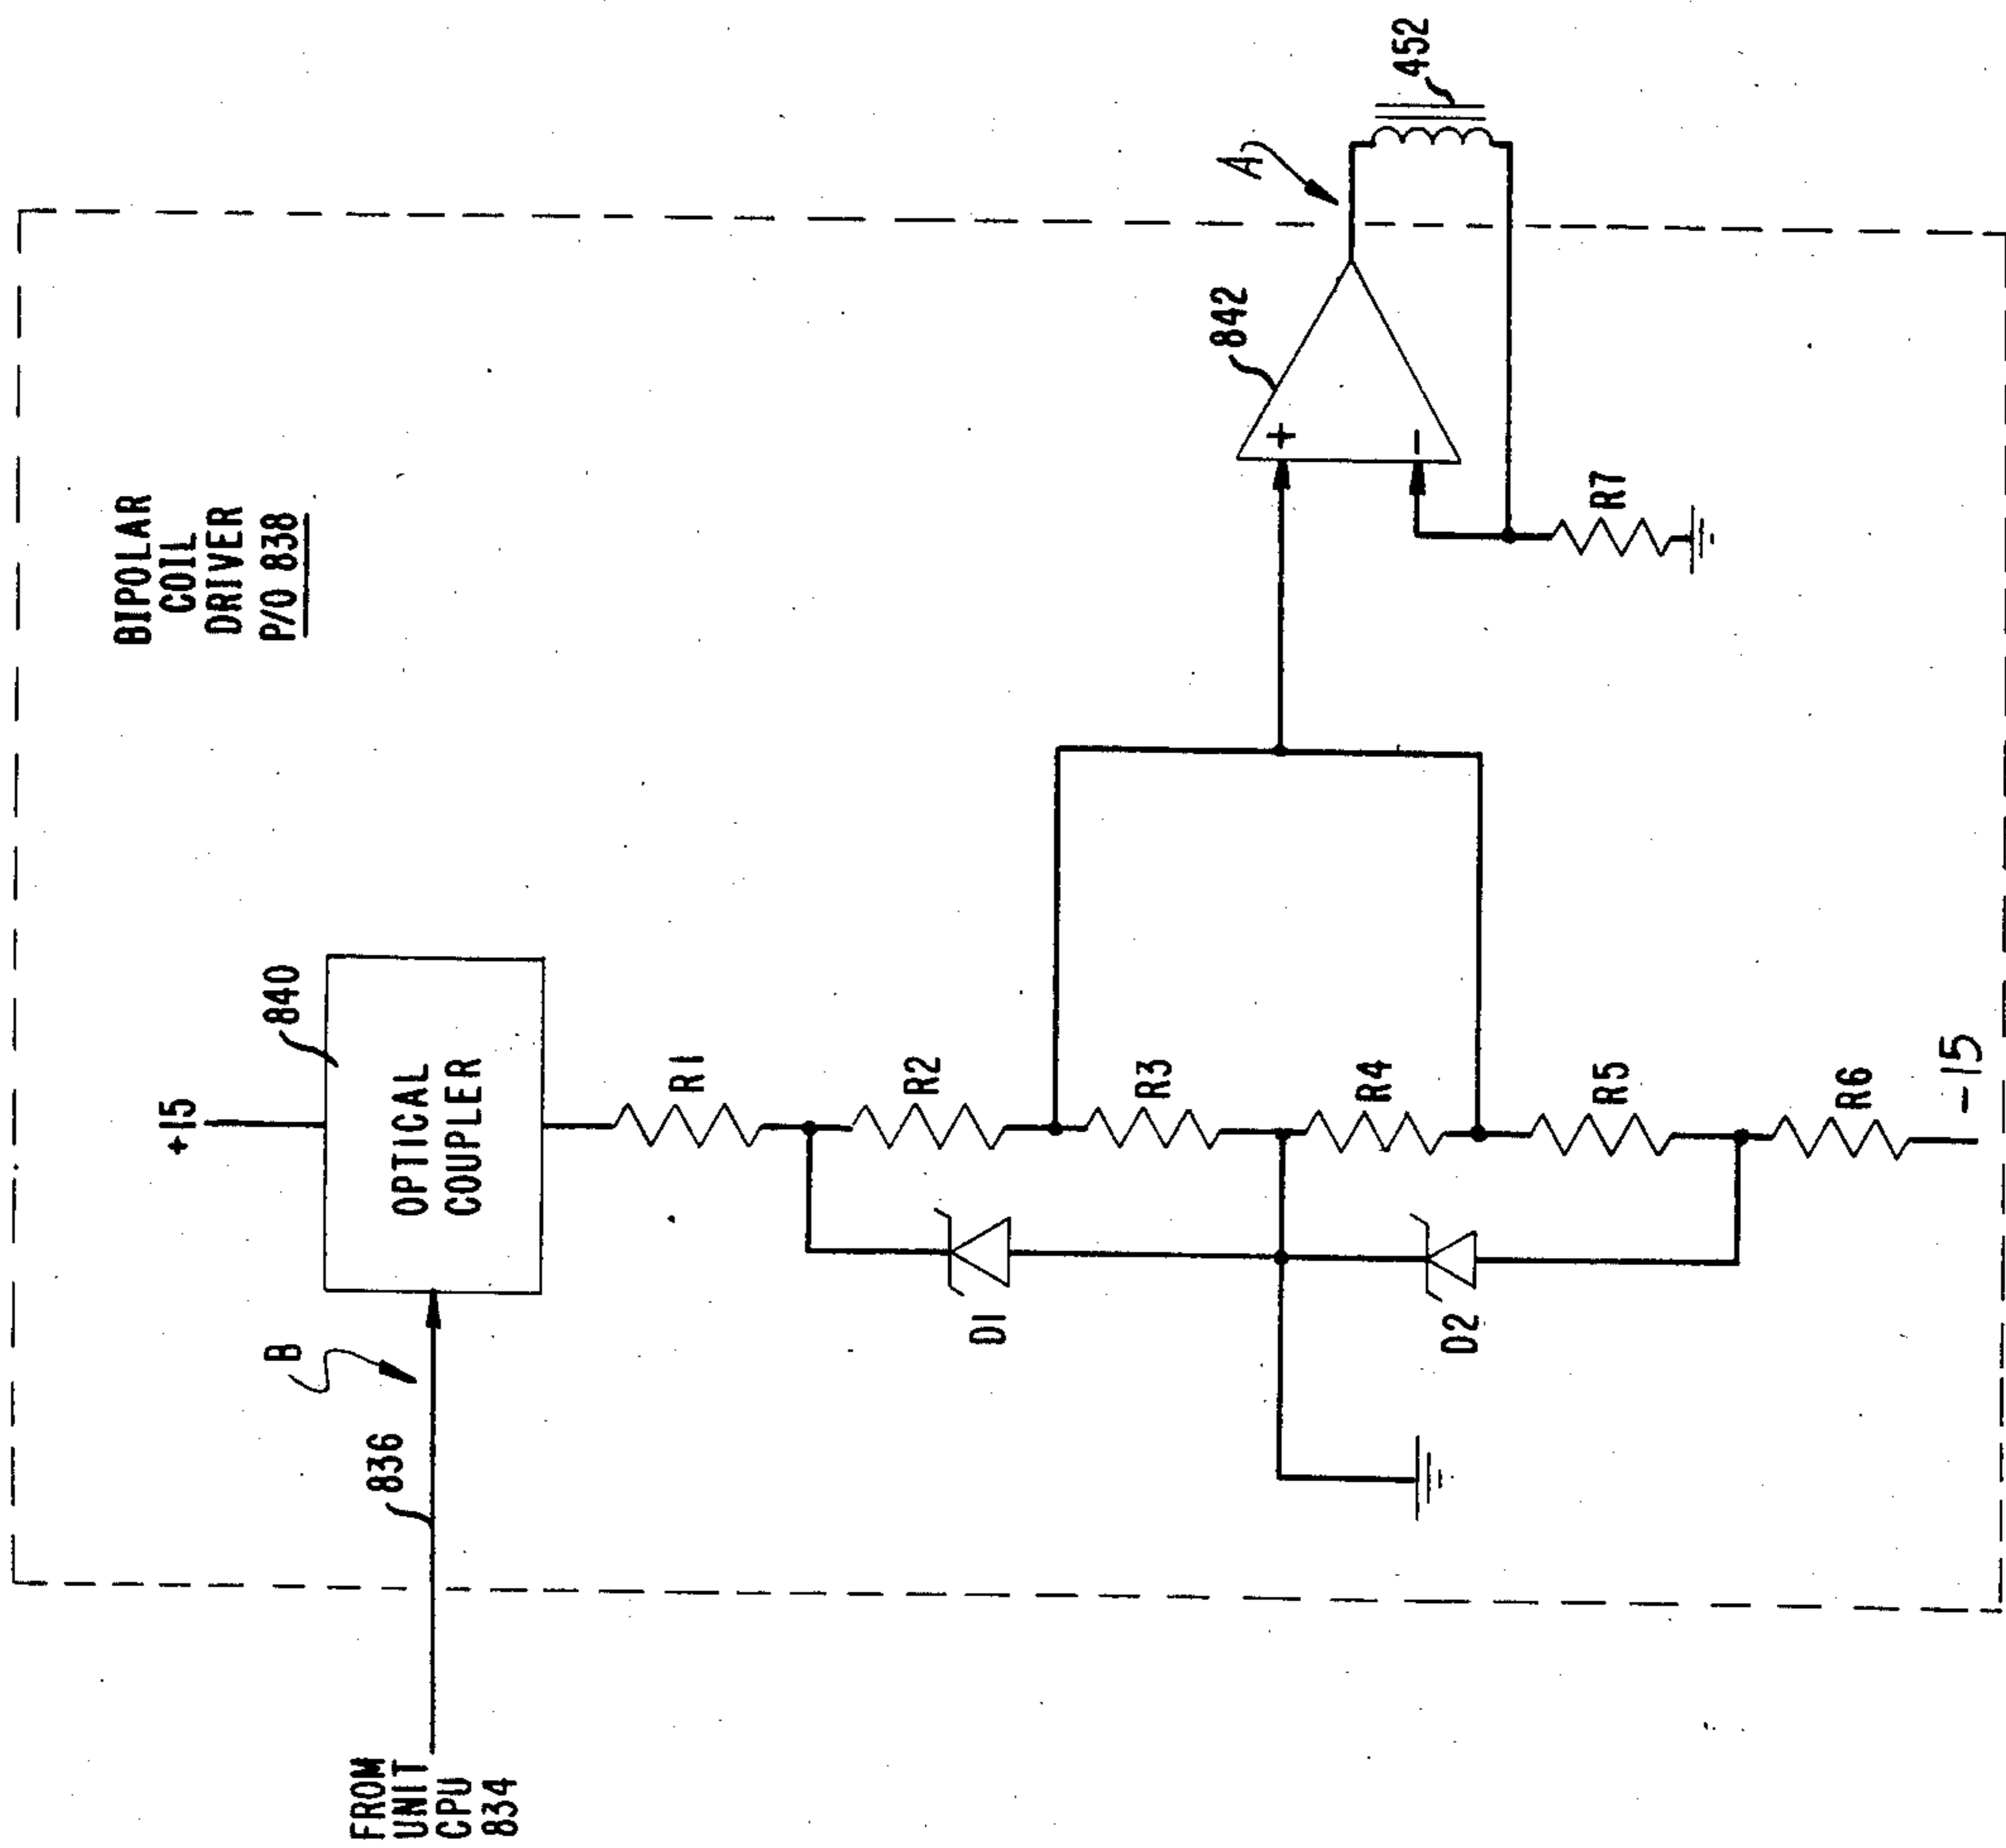 BIPOLAR
COIL
DRIVER
P/O 838
FROM
UNIT
CPU
834
836
B
+15
840
OPTICAL
COUPLER
R1
R2
R3
R4
R5
R6
-15
D1
D2
842
+
-
R7
A
452